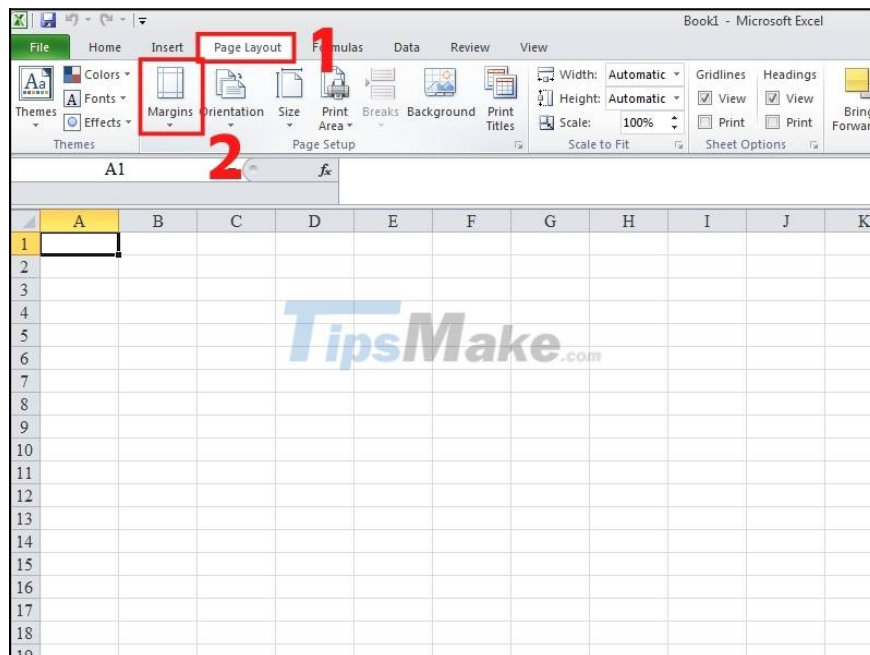 Book1 - Microsoft Excel
File Home Insert Page Layout Formulas Data Review View
1
Colors Width: Automatic Gridlines Headings
Aa A Fonts Height: Automatic View View
Themes Effects Margins Orientation Size Print Area Breaks Background Print Titles Scale: 100% Print Print
Themes Page Setup Scale to Fit Sheet Options
2
A1 fx
A B C D E F G H I J K
1
2
3
4
5
6
7
8
9
10
11
12
13
14
15
16
17
18
19
TipsMake.com